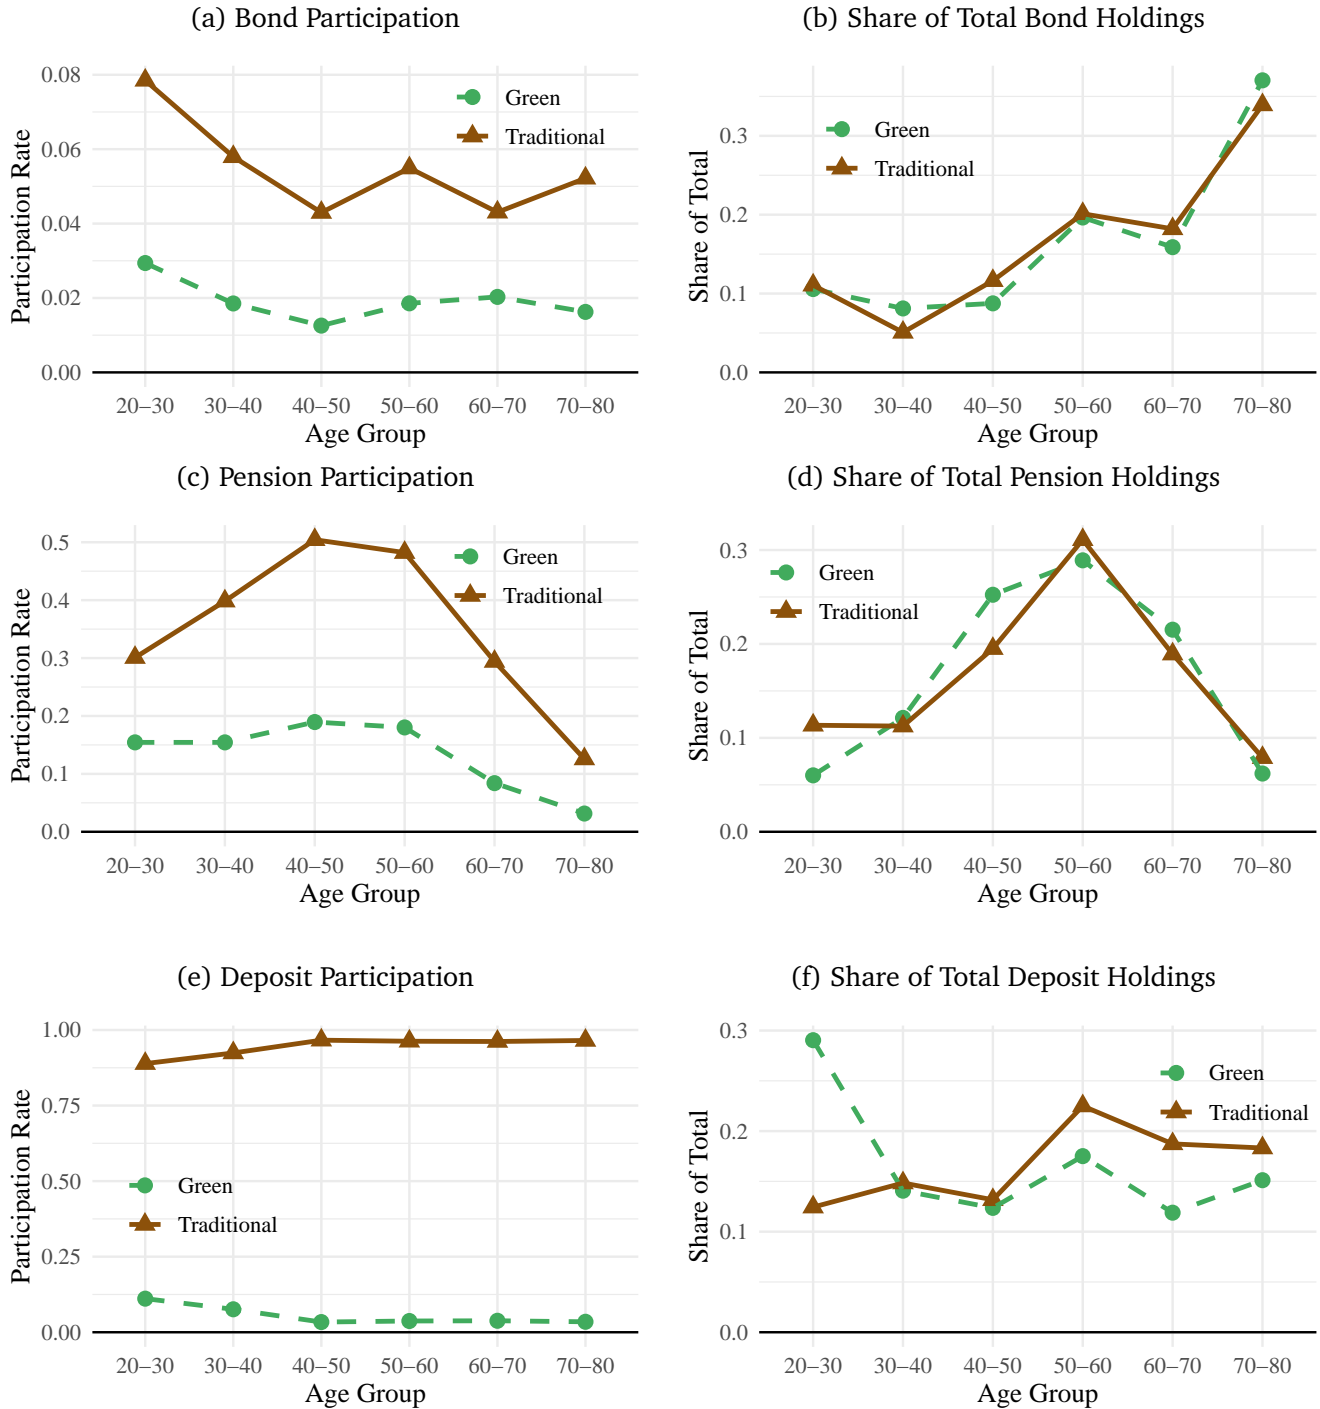 (a) Bond Participation
Participation Rate
0.08
0.06
0.04
0.02
0.00
Green
Traditional
20–30 30–40 40–50 50–60 60–70 70–80
Age Group
(b) Share of Total Bond Holdings
Share of Total
0.3
0.2
0.1
0.0
Green
Traditional
20–30 30–40 40–50 50–60 60–70 70–80
Age Group
(c) Pension Participation
Participation Rate
0.5
0.4
0.3
0.2
0.1
0.0
Green
Traditional
20–30 30–40 40–50 50–60 60–70 70–80
Age Group
(d) Share of Total Pension Holdings
Share of Total
0.3
0.2
0.1
0.0
Green
Traditional
20–30 30–40 40–50 50–60 60–70 70–80
Age Group
(e) Deposit Participation
Participation Rate
1.00
0.75
0.50
0.25
0.00
Green
Traditional
20–30 30–40 40–50 50–60 60–70 70–80
Age Group
(f) Share of Total Deposit Holdings
Share of Total
0.3
0.2
0.1
0.0
Green
Traditional
20–30 30–40 40–50 50–60 60–70 70–80
Age Group